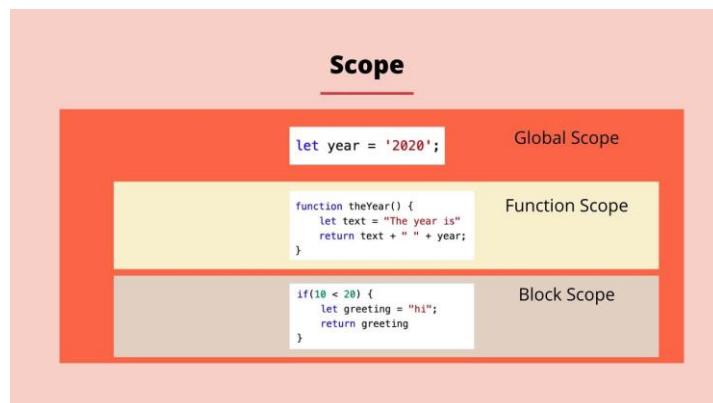 Scope
let year = '2020';
Global Scope
function theYear() {
let text = "The year is"
return text + " " + year;
}
Function Scope
if(10 < 20) {
let greeting = "hi";
return greeting
}
Block Scope